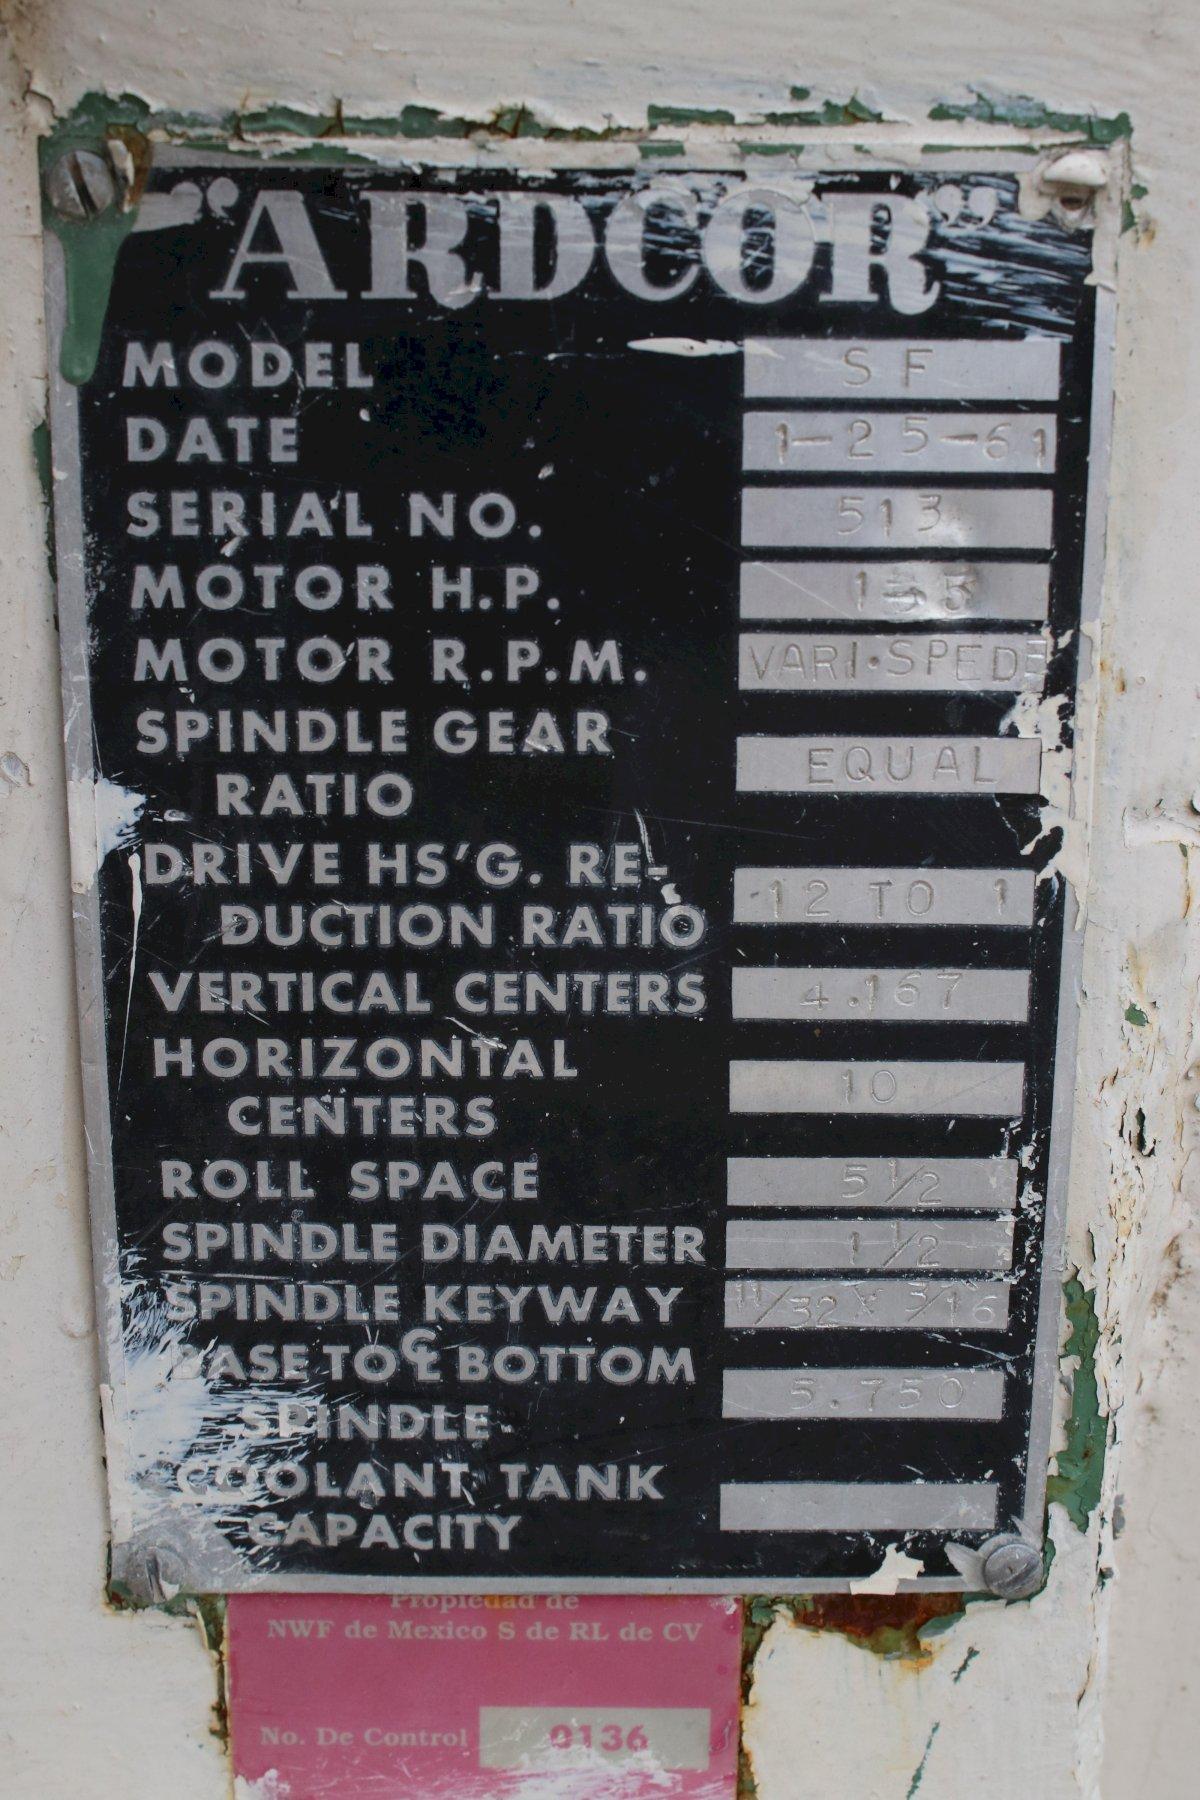 "ARDCOR"
MODEL SF
DATE 1-25-61
SERIAL NO. 513
MOTOR H.P.
MOTOR R.P.M. VARI·SPEDE
SPINDLE GEAR
RATIO EQUAL
DRIVE HS'G. RE-
DUCTION RATIO 12 TO 1
VERTICAL CENTERS 4.167
HORIZONTAL
CENTERS 10
ROLL SPACE 5 1/2
SPINDLE DIAMETER 1 1/2
SPINDLE KEYWAY 11/32 X 3/16
BASE TO ℄ BOTTOM
SPINDLE 5.750
COOLANT TANK
CAPACITY
Propiedad de
NWF de Mexico S de RL de CV
No. De Control 0136